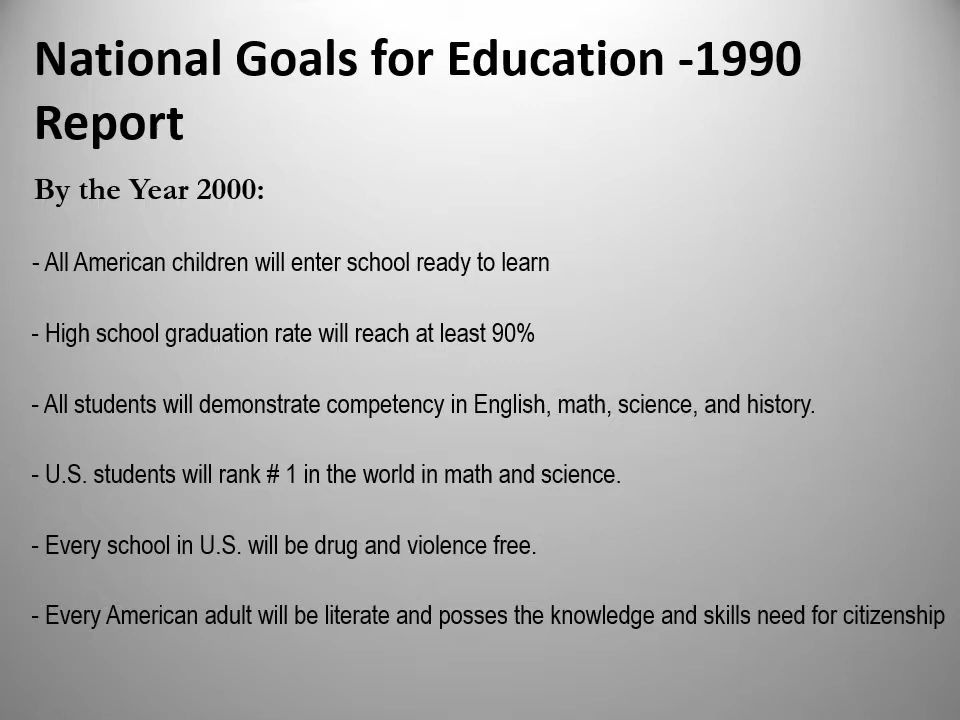 National Goals for Education -1990
Report
By the Year 2000:
- All American children will enter school ready to learn
- High school graduation rate will reach at least 90%
- All students will demonstrate competency in English, math, science, and history.
- U.S. students will rank # 1 in the world in math and science.
- Every school in U.S. will be drug and violence free.
- Every American adult will be literate and posses the knowledge and skills need for citizenship